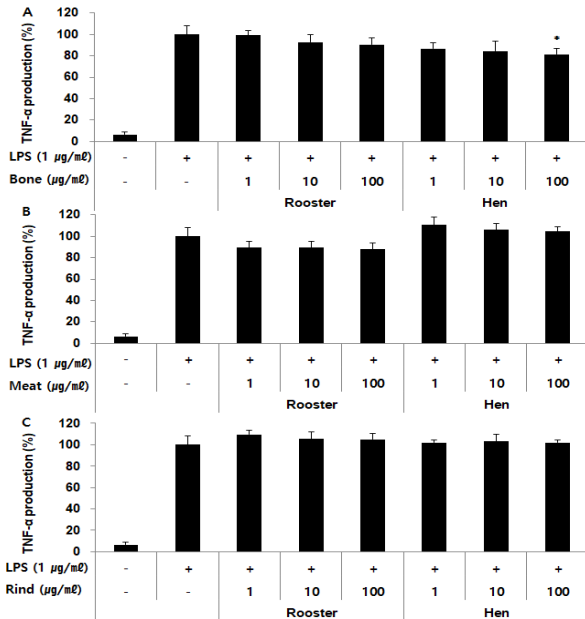 A
TNF-α production (%)
120
100
80
60
40
20
0
*
LPS (1 ㎍/㎖) - + + + + + + +
Bone (㎍/㎖) - - 1 10 100 1 10 100
Rooster Hen
B
TNF-α production (%)
120
100
80
60
40
20
0
LPS (1 ㎍/㎖) - + + + + + + +
Meat (㎍/㎖) - - 1 10 100 1 10 100
Rooster Hen
C
TNF-α production (%)
120
100
80
60
40
20
0
LPS (1 ㎍/㎖) - + + + + + + +
Rind (㎍/㎖) - - 1 10 100 1 10 100
Rooster Hen